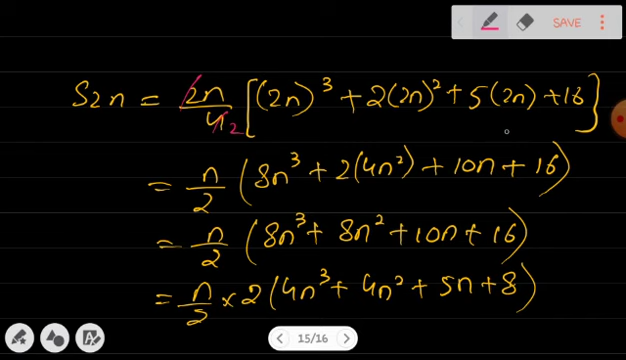 SAVE
S2n = 2n/4 2 [(2n)³ + 2(2n)² + 5(2n) + 16}
= n/2 (8n³ + 2(4n²) + 10n + 16)
= n/2 (8n³ + 8n² + 10n + 16)
= n/2 × 2 (4n³ + 4n² + 5n + 8)
15/16